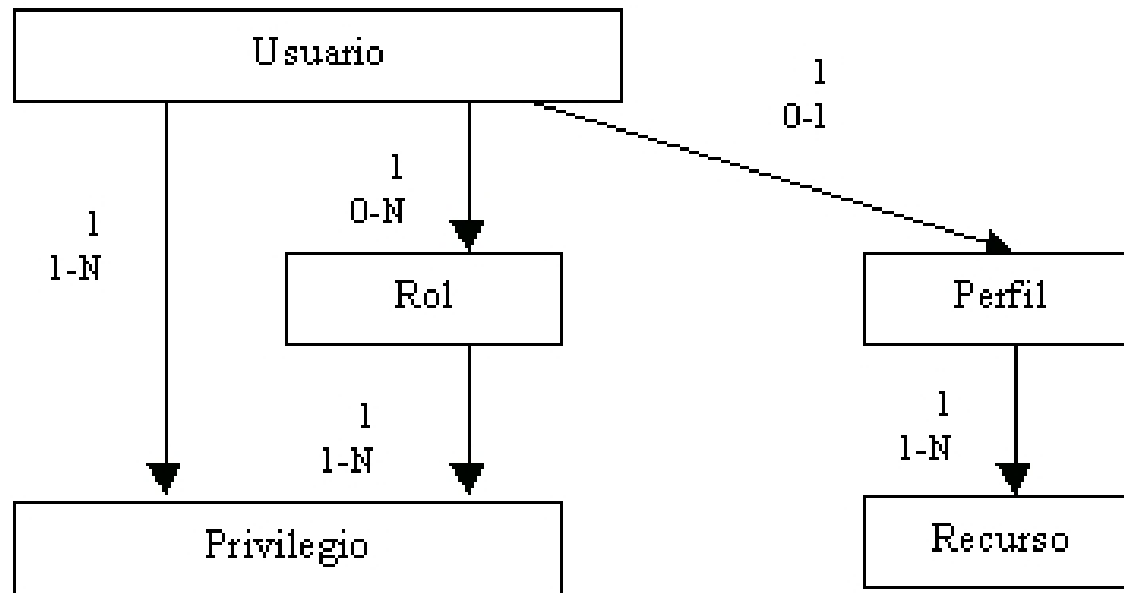 Usuario
1
0-1
1
0-N
1
1-N
Rol
Perfil
1
1-N
1
1-N
Privilegio
Recurso